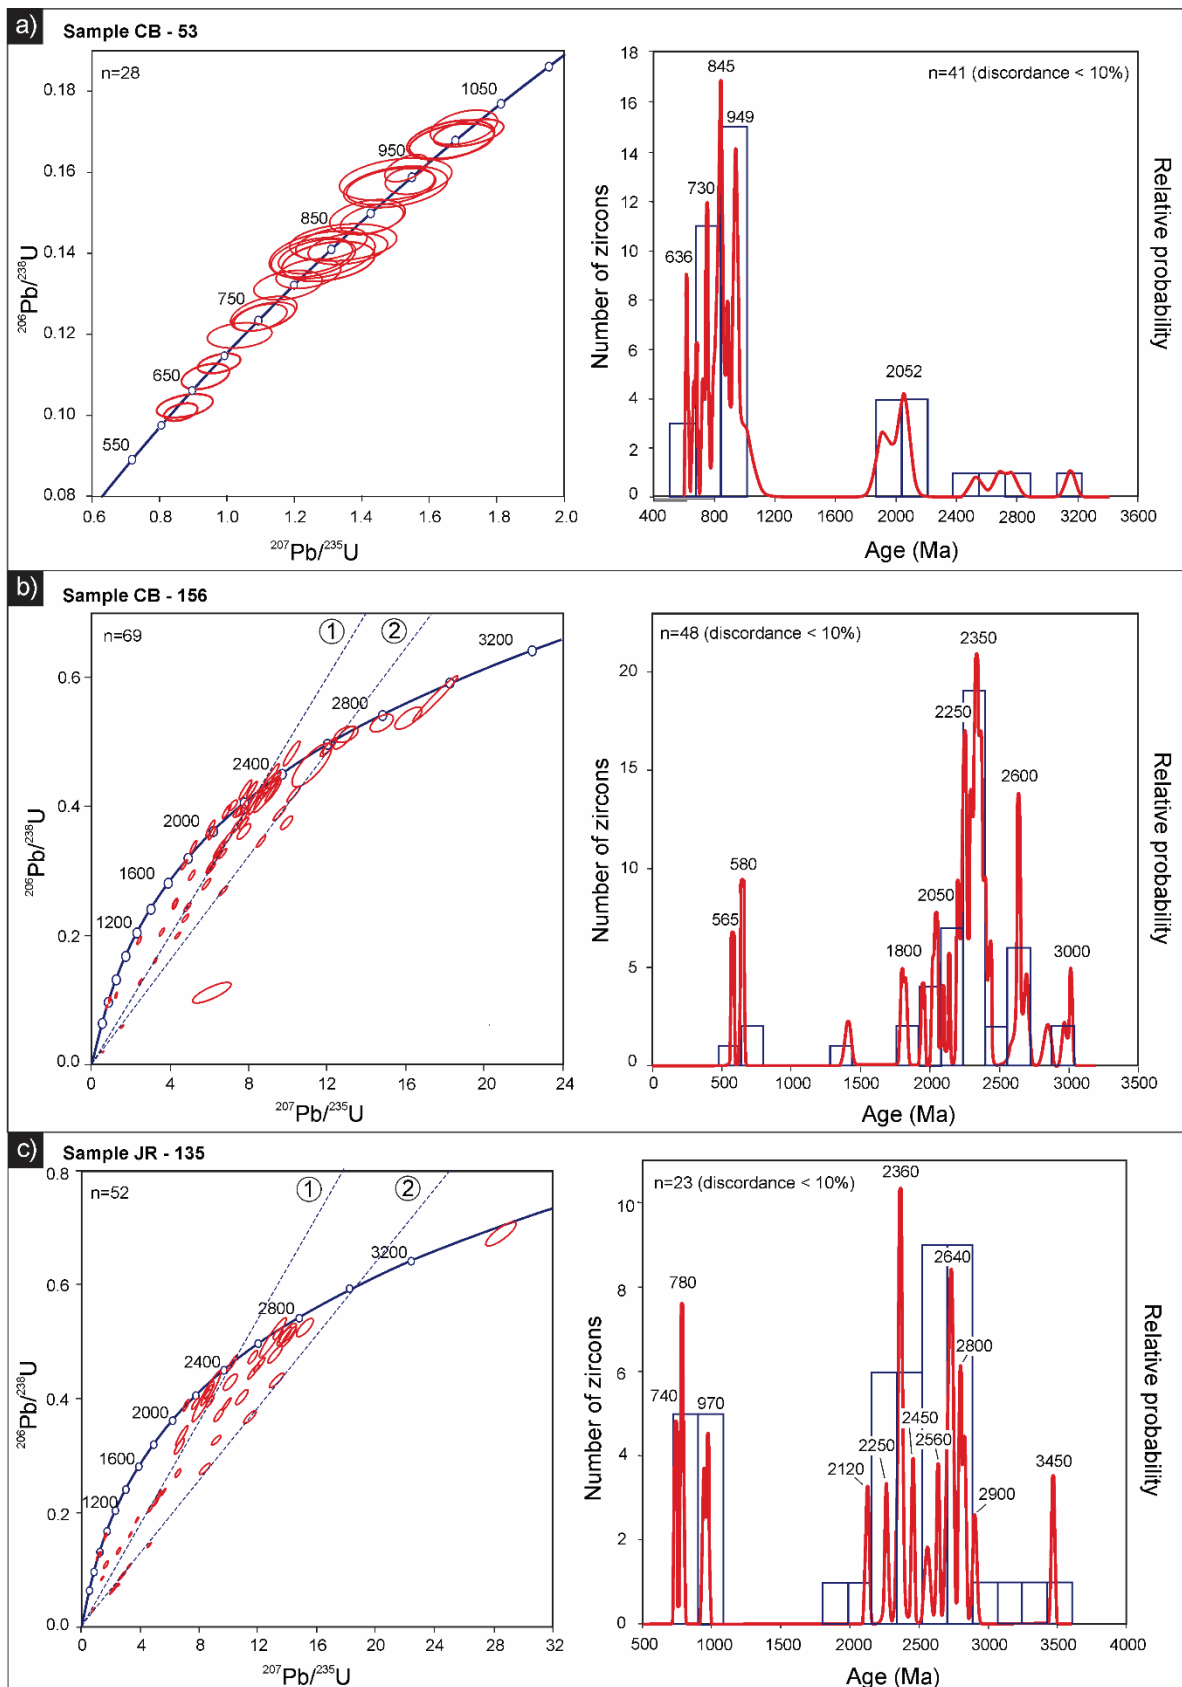 a) Sample CB - 53
n=28
0.18
0.16
0.14
0.12
0.10
0.08
206Pb/238U
550
650
750
850
950
1050
0.6 0.8 1.0 1.2 1.4 1.6 1.8 2.0
207Pb/235U
n=41 (discordance < 10%)
18
16
14
12
10
8
6
4
2
0
Number of zircons
636
730
845
949
2052
Relative probability
400 800 1200 1600 2000 2400 2800 3200 3600
Age (Ma)
b) Sample CB - 156
n=69
1 2
0.6
0.4
0.2
0.0
206Pb/238U
1200
1600
2000
2400
2800
3200
0 4 8 12 16 20 24
207Pb/235U
n=48 (discordance < 10%)
20
15
10
5
0
Number of zircons
565
580
1800
2050
2250
2350
2600
3000
Relative probability
0 500 1000 1500 2000 2500 3000 3500
Age (Ma)
c) Sample JR - 135
n=52
1 2
0.8
0.6
0.4
0.2
0.0
206Pb/238U
1200
1600
2000
2400
2800
3200
0 4 8 12 16 20 24 28 32
207Pb/235U
n=23 (discordance < 10%)
10
8
6
4
2
0
Number of zircons
740
780
970
2120
2250
2360
2450
2560
2640
2800
2900
3450
Relative probability
500 1000 2000 2500 3000 3500 4000
Age (Ma)